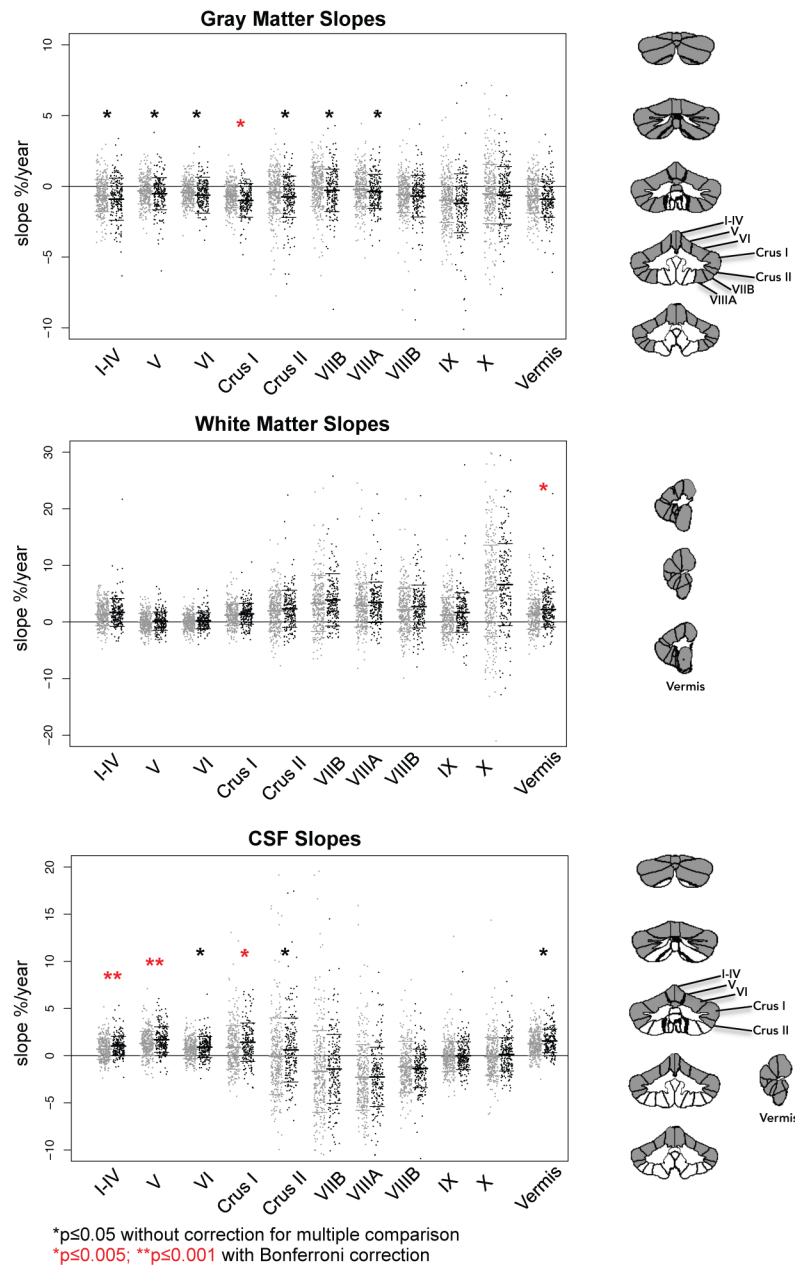 Gray Matter Slopes
slope %/year
10
5
0
−5
−10
*
*
*
*
*
*
*
I-IV
V
VI
Crus I
Crus II
VIIB
VIIIA
VIIIB
IX
X
Vermis
I-IV
V
VI
Crus I
Crus II
VIIB
VIIIA
White Matter Slopes
slope %/year
30
20
10
0
−10
−20
*
I-IV
V
VI
Crus I
Crus II
VIIB
VIIIA
VIIIB
IX
X
Vermis
Vermis
CSF Slopes
slope %/year
20
15
10
5
0
−5
−10
**
**
*
*
*
*
I-IV
V
VI
Crus I
Crus II
VIIB
VIIIA
VIIIB
IX
X
Vermis
I-IV
V
VI
Crus I
Crus II
Vermis
*p≤0.05 without correction for multiple comparison
*p≤0.005; **p≤0.001 with Bonferroni correction